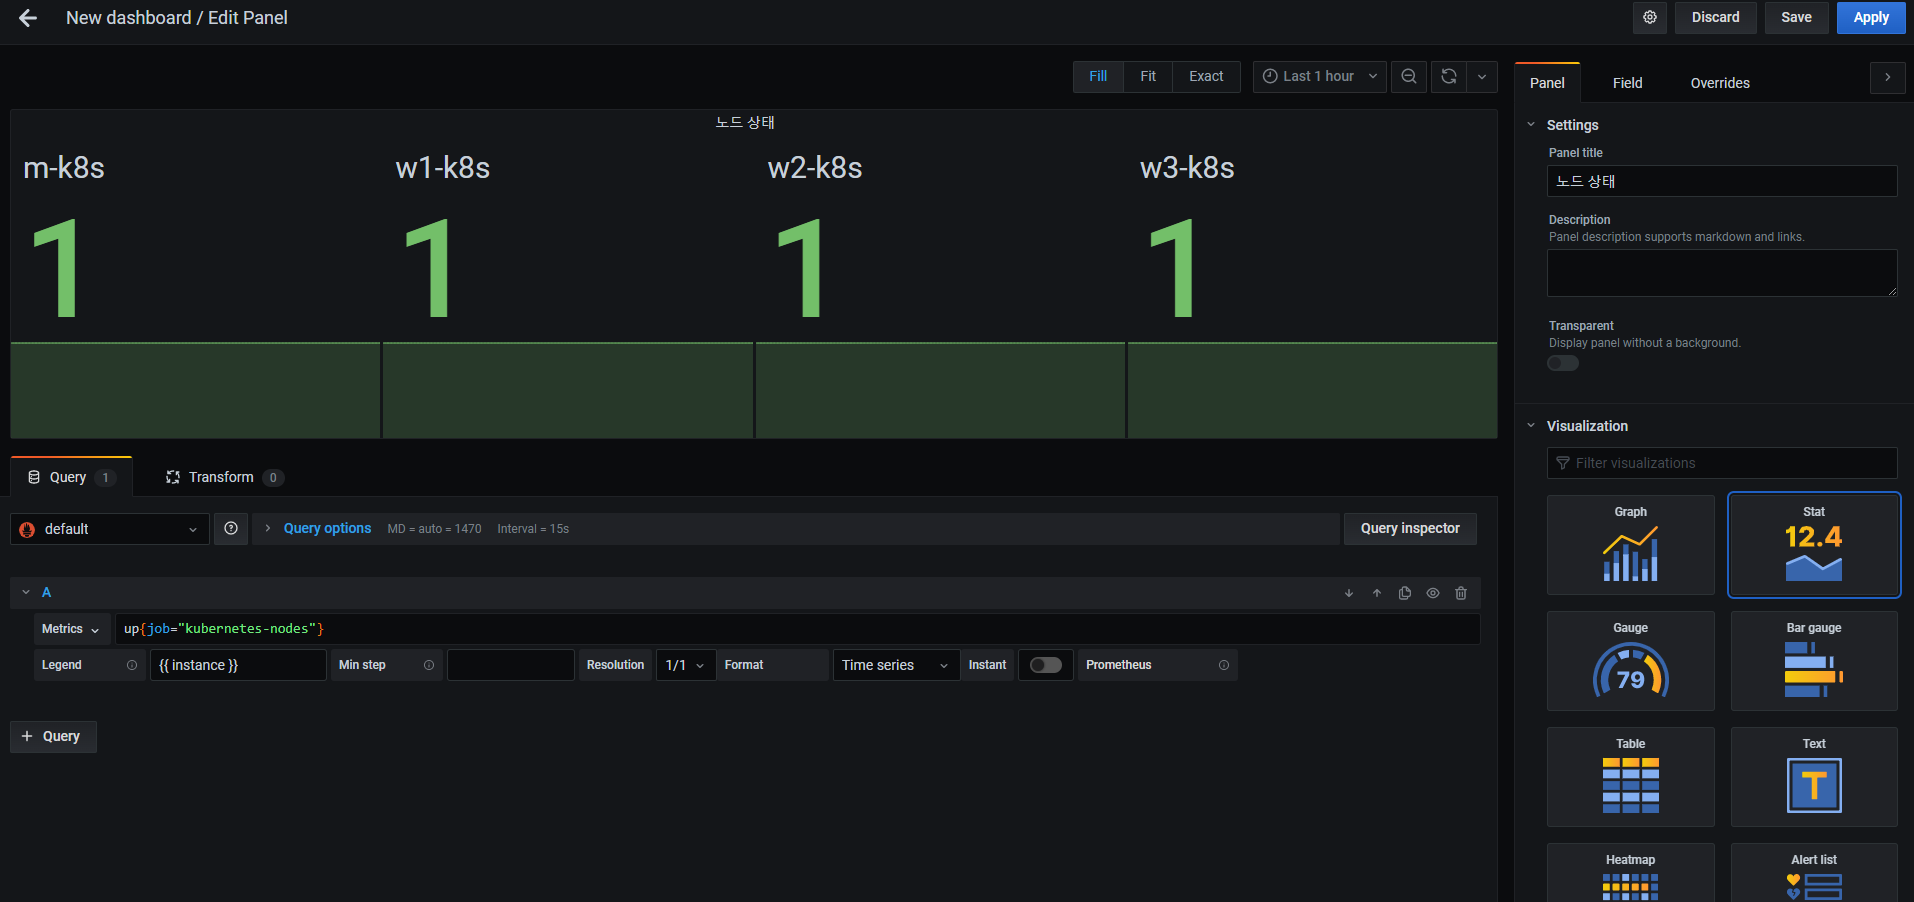 New dashboard / Edit Panel
Discard
Save
Apply
Fill
Fit
Exact
Last 1 hour
노드 상태
m-k8s
w1-k8s
w2-k8s
w3-k8s
1
1
1
1
Query 1
Transform 0
default
Query options
MD = auto = 1470
Interval = 15s
Query inspector
A
Metrics
up{job="kubernetes-nodes"}
Legend
{{ instance }}
Min step
Resolution
1/1
Format
Time series
Instant
Prometheus
+ Query
Panel
Field
Overrides
Settings
Panel title
노드 상태
Description
Panel description supports markdown and links.
Transparent
Display panel without a background.
Visualization
Filter visualizations
Graph
Stat
12.4
Gauge
79
Bar gauge
Table
Text
T
Heatmap
Alert list